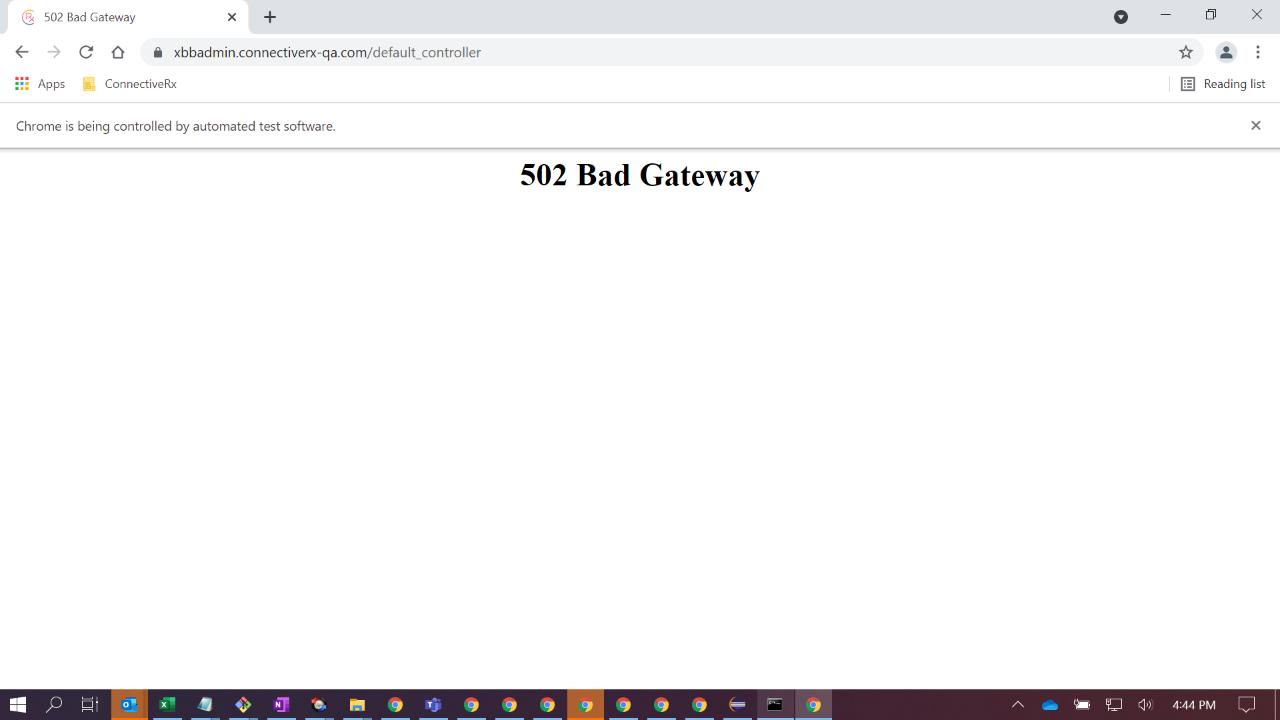 502 Bad Gateway
xbbadmin.connectiverx-qa.com/default_controller
Apps
ConnectiveRx
Reading list
Chrome is being controlled by automated test software.
502 Bad Gateway
4:44 PM